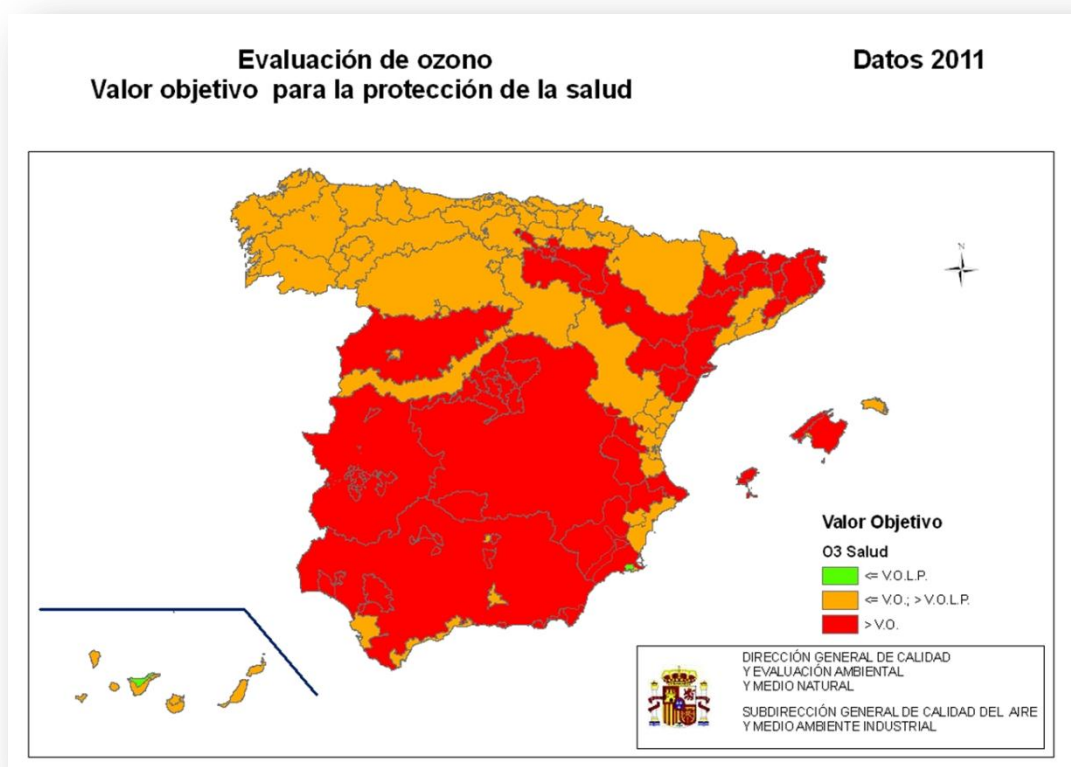 Evaluación de ozono
Valor objetivo para la protección de la salud
Datos 2011
N
Valor Objetivo
O3 Salud
<= V.O.L.P.
<= V.O.; > V.O.L.P.
> V.O.
DIRECCIÓN GENERAL DE CALIDAD
Y EVALUACIÓN AMBIENTAL
Y MEDIO NATURAL
SUBDIRECCIÓN GENERAL DE CALIDAD DEL AIRE
Y MEDIO AMBIENTE INDUSTRIAL